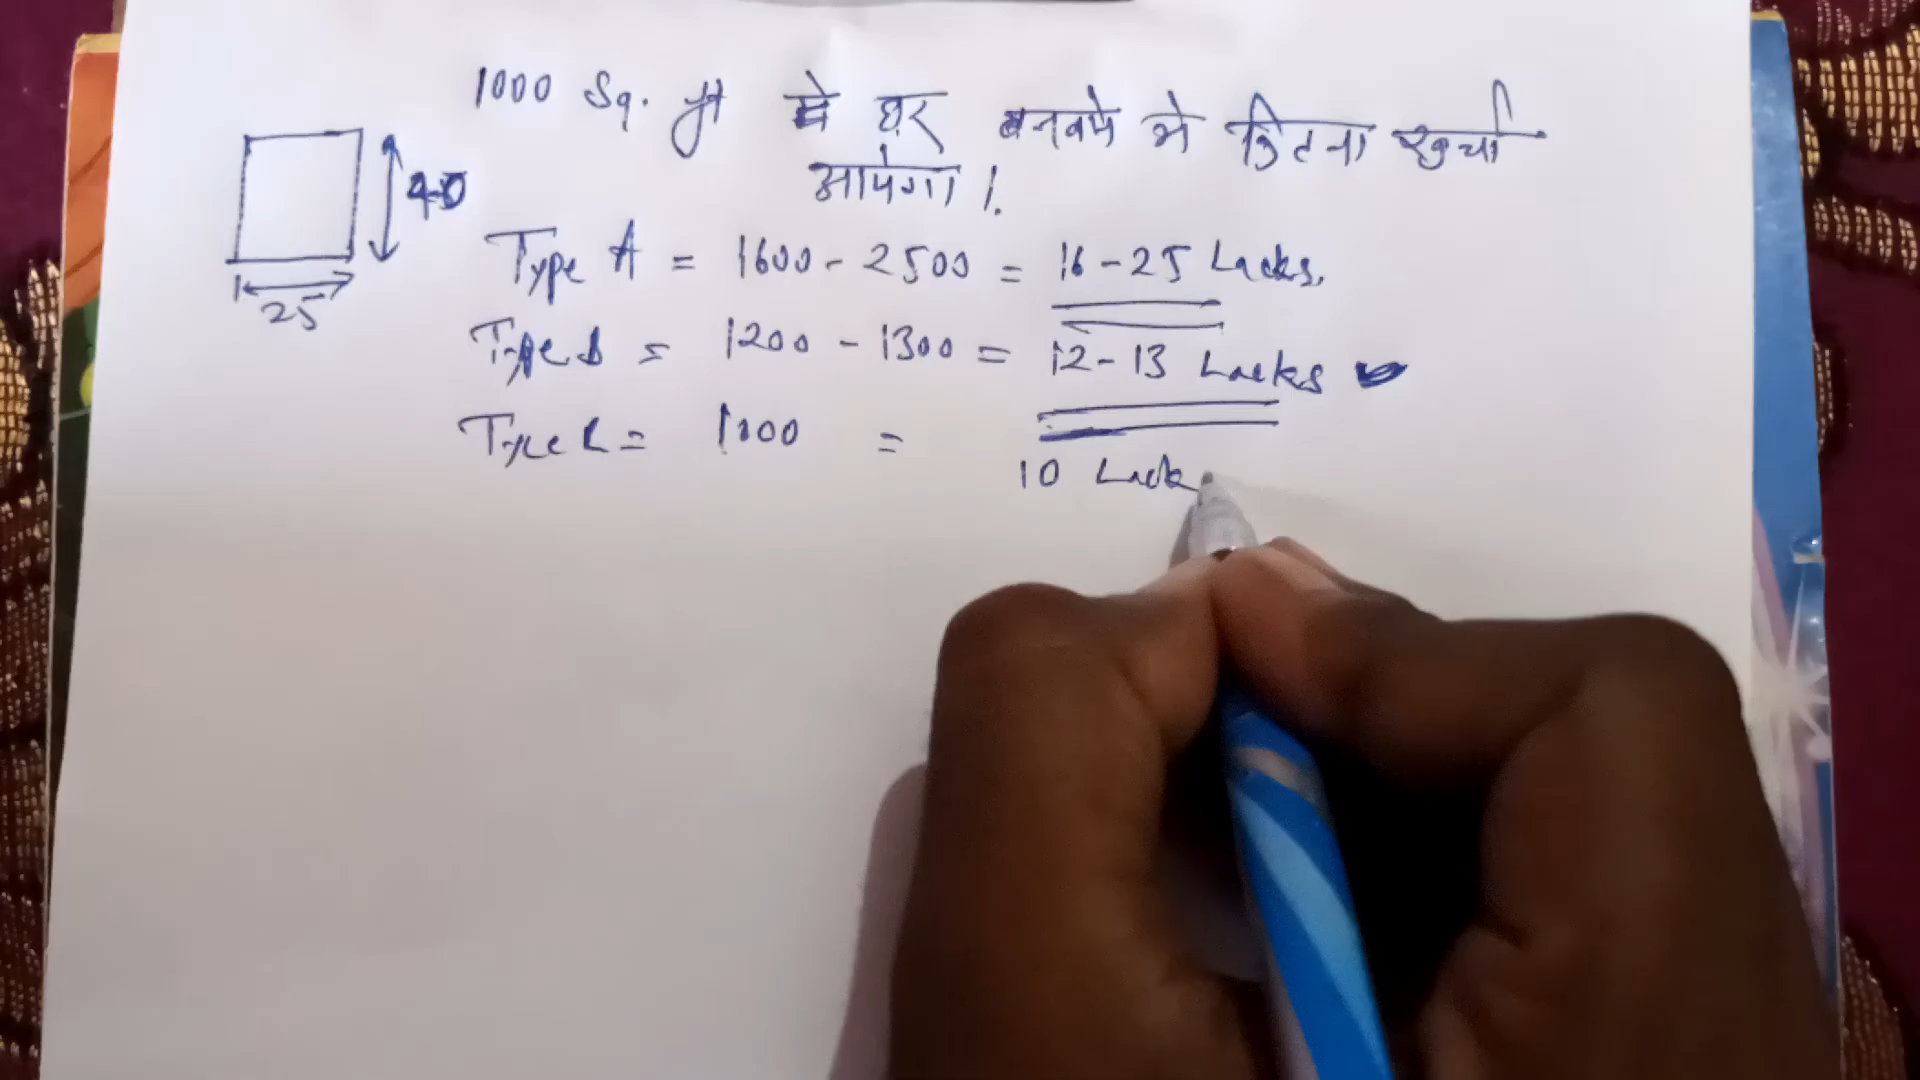 1000 Sq. ft मे घर बनवाने मे कितना खर्चा
आयेगा।.
40
25
Type A = 1600 - 2500 = 16 - 25 Lacks.
Type B = 1200 - 1300 = 12 - 13 Lacks
Type C = 1000 = 10 Lack